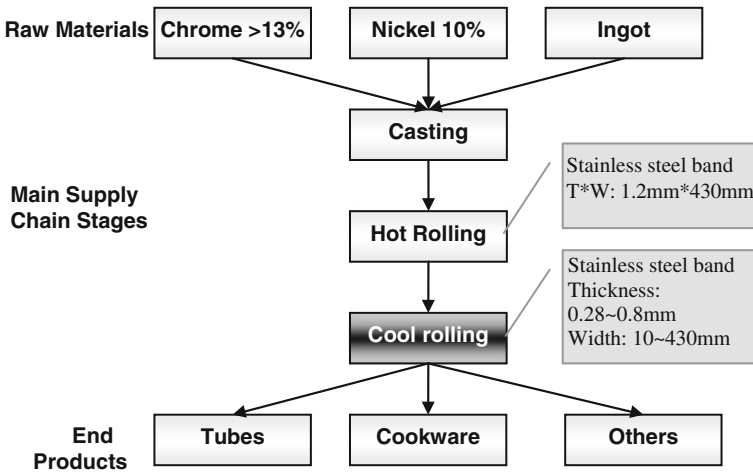 Raw Materials
Chrome >13%
Nickel 10%
Ingot
Casting
Stainless steel band
T*W: 1.2mm*430mm
Main Supply
Chain Stages
Hot Rolling
Stainless steel band
Thickness:
0.28~0.8mm
Width: 10~430mm
Cool rolling
End
Products
Tubes
Cookware
Others